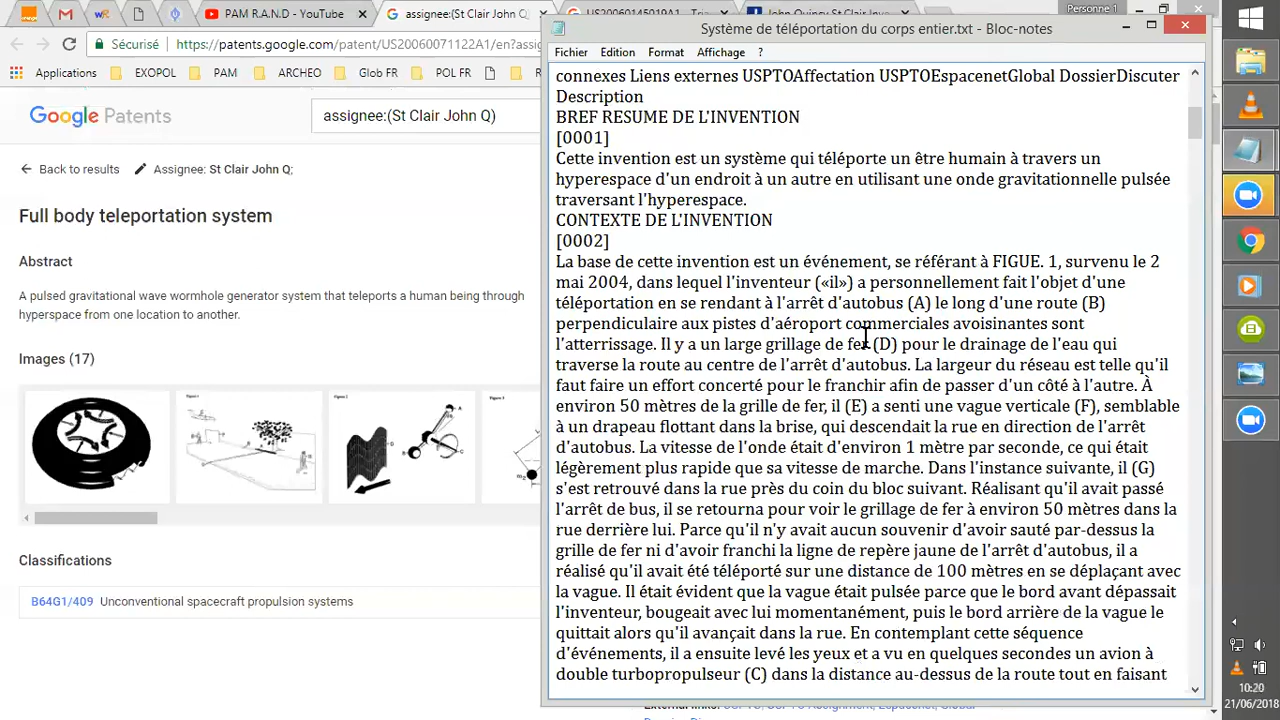 PAM R.A.N.D - YouTube
assignee:(St Clair John Q)
Personne 1
Système de téléportation du corps entier.txt - Bloc-notes
Sécurisé
https://patents.google.com/patent/US20060071122A1/en?assig
Fichier Edition Format Affichage ?
Applications EXOPOL PAM ARCHEO Glob FR POL FR
Google Patents
assignee:(St Clair John Q)
Back to results
Assignee: St Clair John Q;
Full body teleportation system
Abstract
A pulsed gravitational wave wormhole generator system that teleports a human being through
hyperspace from one location to another.
Images (17)
Classifications
B64G1/409 Unconventional spacecraft propulsion systems
connexes Liens externes USPTOAffectation USPTOEspacenetGlobal DossierDiscuter
Description
BREF RESUME DE L'INVENTION
[0001]
Cette invention est un système qui téléporte un être humain à travers un
hyperespace d'un endroit à un autre en utilisant une onde gravitationnelle pulsée
traversant l'hyperespace.
CONTEXTE DE L'INVENTION
[0002]
La base de cette invention est un événement, se référant à FIGUE. 1, survenu le 2
mai 2004, dans lequel l'inventeur («il») a personnellement fait l'objet d'une
téléportation en se rendant à l'arrêt d'autobus (A) le long d'une route (B)
perpendiculaire aux pistes d'aéroport commerciales avoisinantes sont
l'atterrissage. Il y a un large grillage de fer (D) pour le drainage de l'eau qui
traverse la route au centre de l'arrêt d'autobus. La largeur du réseau est telle qu'il
faut faire un effort concerté pour le franchir afin de passer d'un côté à l'autre. À
environ 50 mètres de la grille de fer, il (E) a senti une vague verticale (F), semblable
à un drapeau flottant dans la brise, qui descendait la rue en direction de l'arrêt
d'autobus. La vitesse de l'onde était d'environ 1 mètre par seconde, ce qui était
légèrement plus rapide que sa vitesse de marche. Dans l'instance suivante, il (G)
s'est retrouvé dans la rue près du coin du bloc suivant. Réalisant qu'il avait passé
l'arrêt de bus, il se retourna pour voir le grillage de fer à environ 50 mètres dans la
rue derrière lui. Parce qu'il n'y avait aucun souvenir d'avoir sauté par-dessus la
grille de fer ni d'avoir franchi la ligne de repère jaune de l'arrêt d'autobus, il a
réalisé qu'il avait été téléporté sur une distance de 100 mètres en se déplaçant avec
la vague. Il était évident que la vague était pulsée parce que le bord avant dépassait
l'inventeur, bougeait avec lui momentanément, puis le bord arrière de la vague le
quittait alors qu'il avançait dans la rue. En contemplant cette séquence
d'événements, il a ensuite levé les yeux et a vu en quelques secondes un avion à
double turbopropulseur (C) dans la distance au-dessus de la route tout en faisant
10:20
21/06/2018